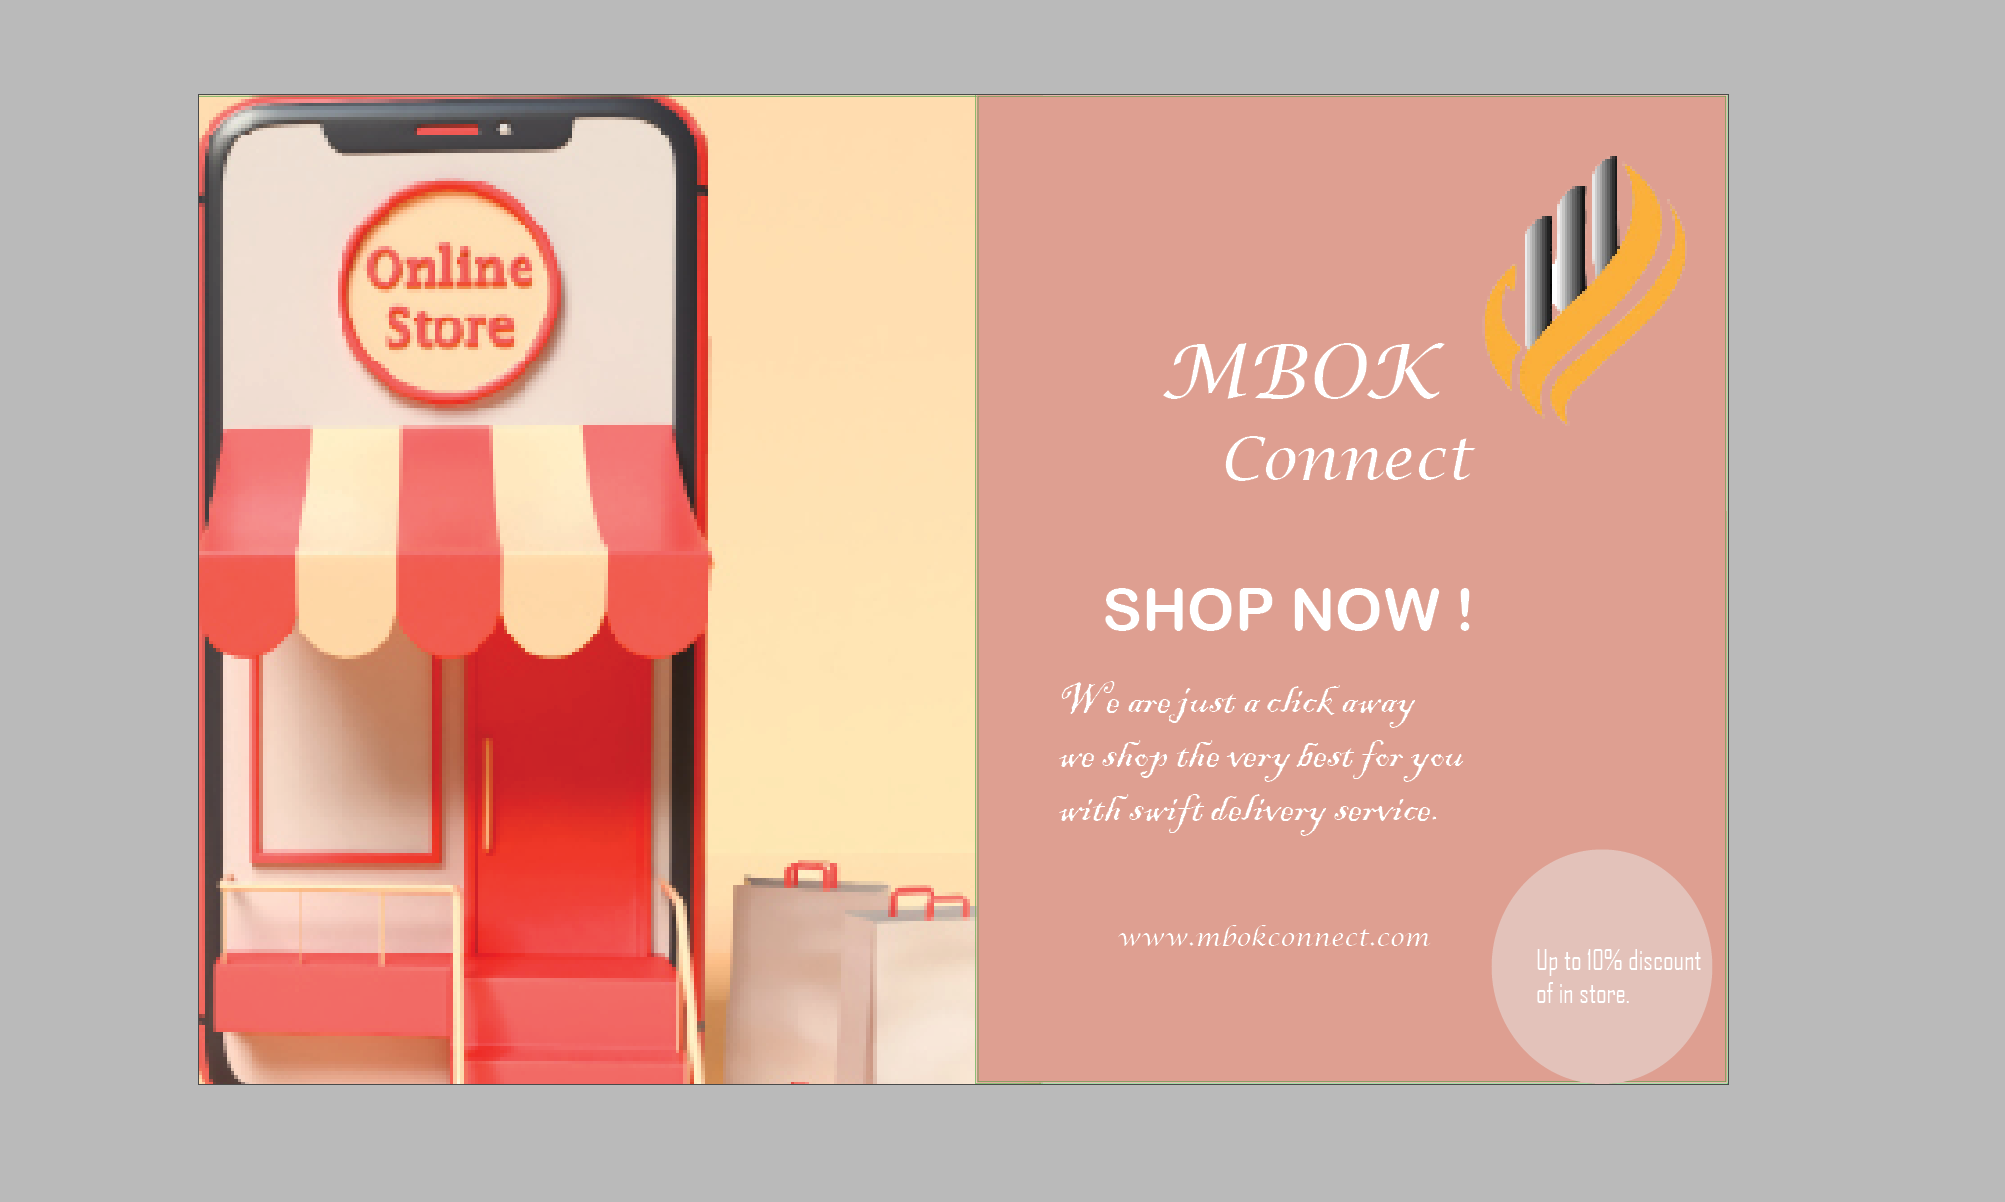 Online
Store
MBOK
Connect
SHOP NOW !
We are just a click away
we shop the very best for you
with swift delivery service.
www.mbokconnect.com
Up to 10% discount
of in store.